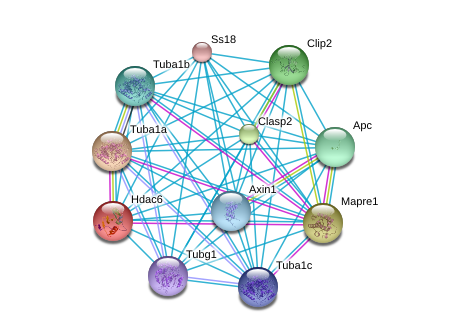 Ss18
Clip2
Tuba1b
Clasp2
Apc
Tuba1a
Axin1
Hdac6
Mapre1
Tubg1
Tuba1c